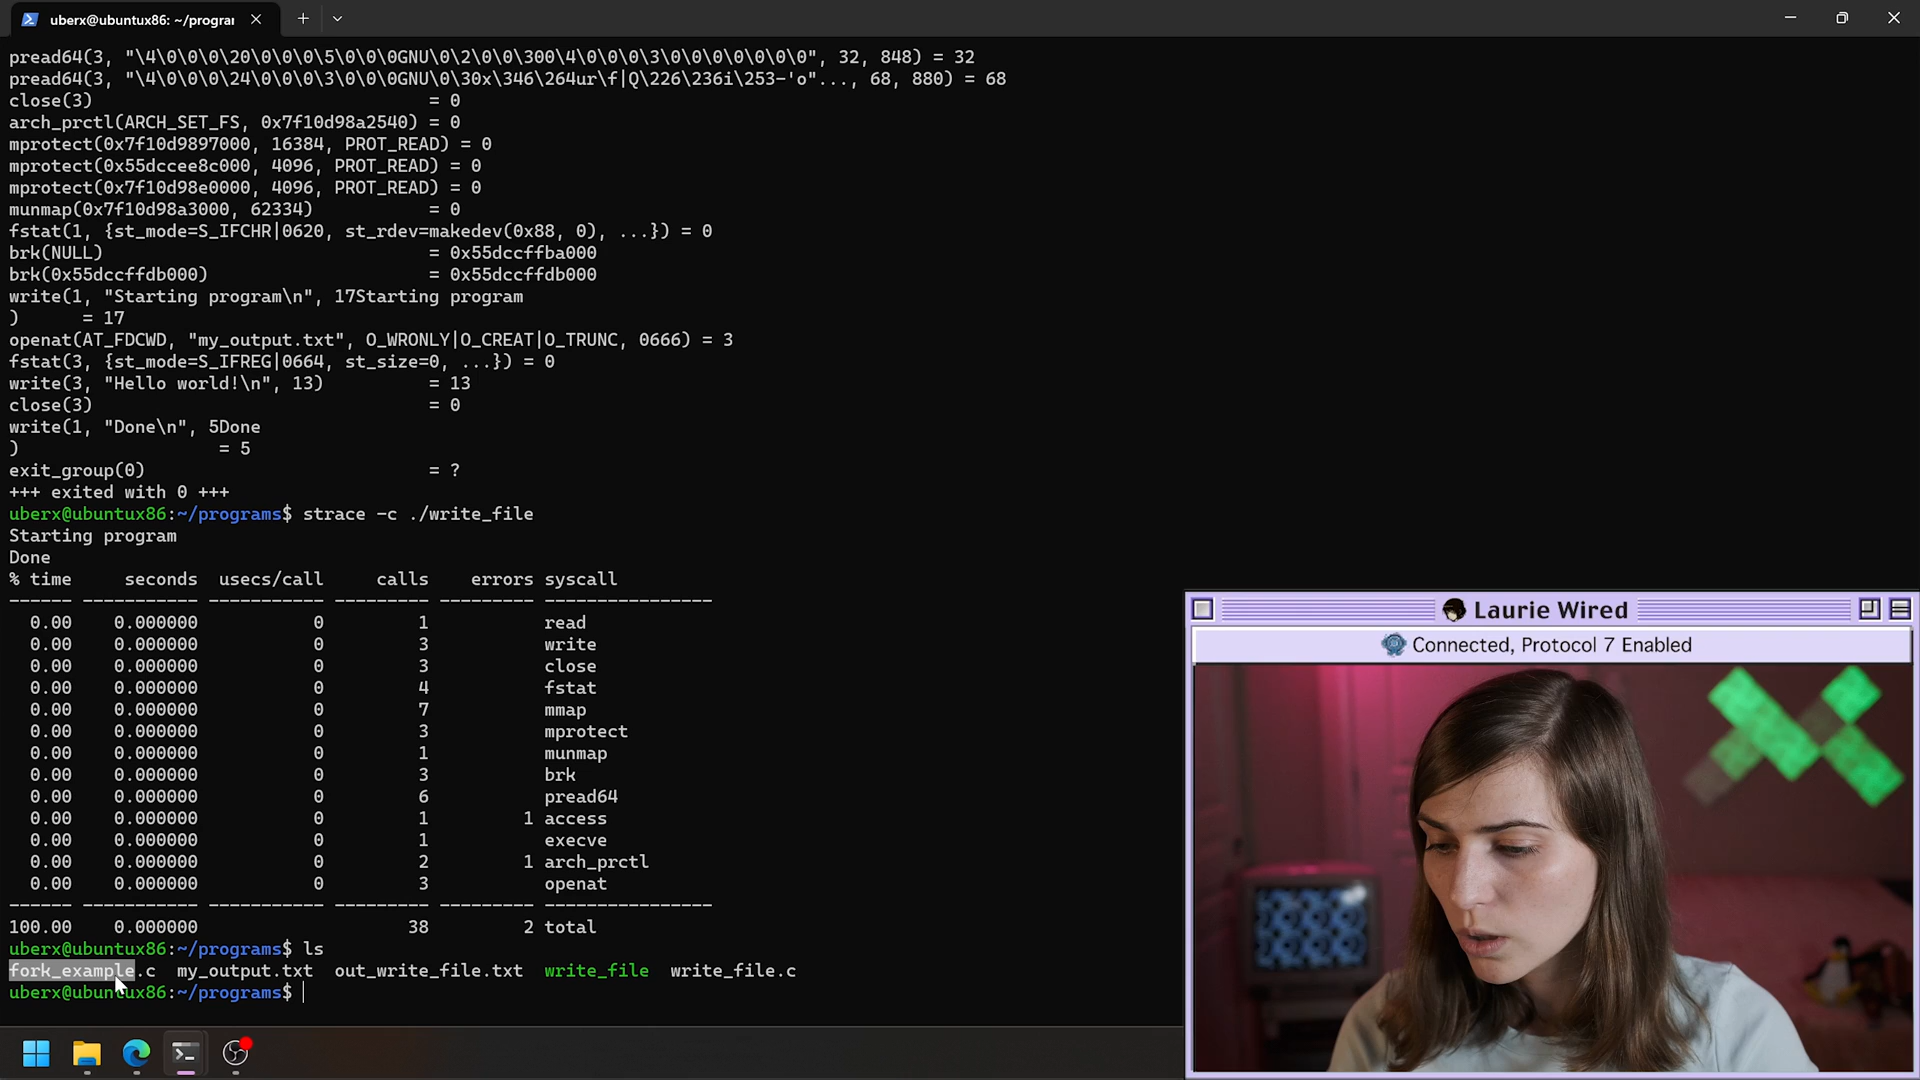 uberx@ubuntux86: ~/progra
pread64(3, "\4\0\0\0\20\0\0\0\5\0\0\0GNU\0\2\0\0\300\4\0\0\0\3\0\0\0\0\0\0\0", 32, 848) = 32
pread64(3, "\4\0\0\0\24\0\0\0\3\0\0\0GNU\0\30x\346\264ur\f|Q\226\236i\253-'o"..., 68, 880) = 68
close(3) = 0
arch_prctl(ARCH_SET_FS, 0x7f10d98a2540) = 0
mprotect(0x7f10d9897000, 16384, PROT_READ) = 0
mprotect(0x55dccee8c000, 4096, PROT_READ) = 0
mprotect(0x7f10d98e0000, 4096, PROT_READ) = 0
munmap(0x7f10d98a3000, 62334) = 0
fstat(1, {st_mode=S_IFCHR|0620, st_rdev=makedev(0x88, 0), ...}) = 0
brk(NULL) = 0x55dccffba000
brk(0x55dccffdb000) = 0x55dccffdb000
write(1, "Starting program\n", 17Starting program
) = 17
openat(AT_FDCWD, "my_output.txt", O_WRONLY|O_CREAT|O_TRUNC, 0666) = 3
fstat(3, {st_mode=S_IFREG|0664, st_size=0, ...}) = 0
write(3, "Hello world!\n", 13) = 13
close(3) = 0
write(1, "Done\n", 5Done
) = 5
exit_group(0) = ?
+++ exited with 0 +++
uberx@ubuntux86:~/programs$ strace -c ./write_file
Starting program
Done
% time seconds usecs/call calls errors syscall
------ ----------- ----------- --------- --------- ----------------
0.00 0.000000 0 1 read
0.00 0.000000 0 3 write
0.00 0.000000 0 3 close
0.00 0.000000 0 4 fstat
0.00 0.000000 0 7 mmap
0.00 0.000000 0 3 mprotect
0.00 0.000000 0 1 munmap
0.00 0.000000 0 3 brk
0.00 0.000000 0 6 pread64
0.00 0.000000 0 1 1 access
0.00 0.000000 0 1 execve
0.00 0.000000 0 2 1 arch_prctl
0.00 0.000000 0 3 openat
------ ----------- ----------- --------- --------- ----------------
100.00 0.000000 38 2 total
uberx@ubuntux86:~/programs$ ls
fork_example.c my_output.txt out_write_file.txt write_file write_file.c
uberx@ubuntux86:~/programs$
Laurie Wired
Connected, Protocol 7 Enabled